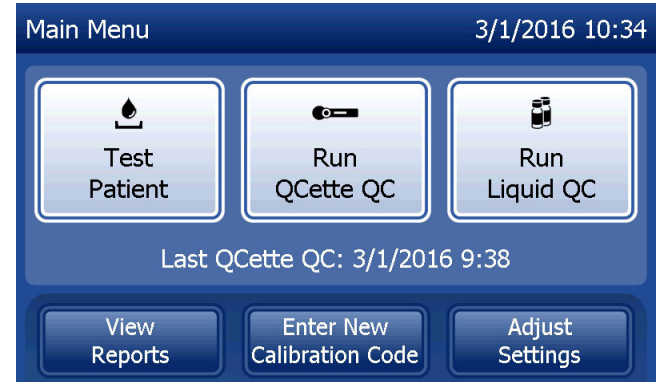 Main Menu 3/1/2016 10:34
Test
Patient
Run
QCette QC
Run
Liquid QC
Last QCette QC: 3/1/2016 9:38
View
Reports
Enter New
Calibration Code
Adjust
Settings